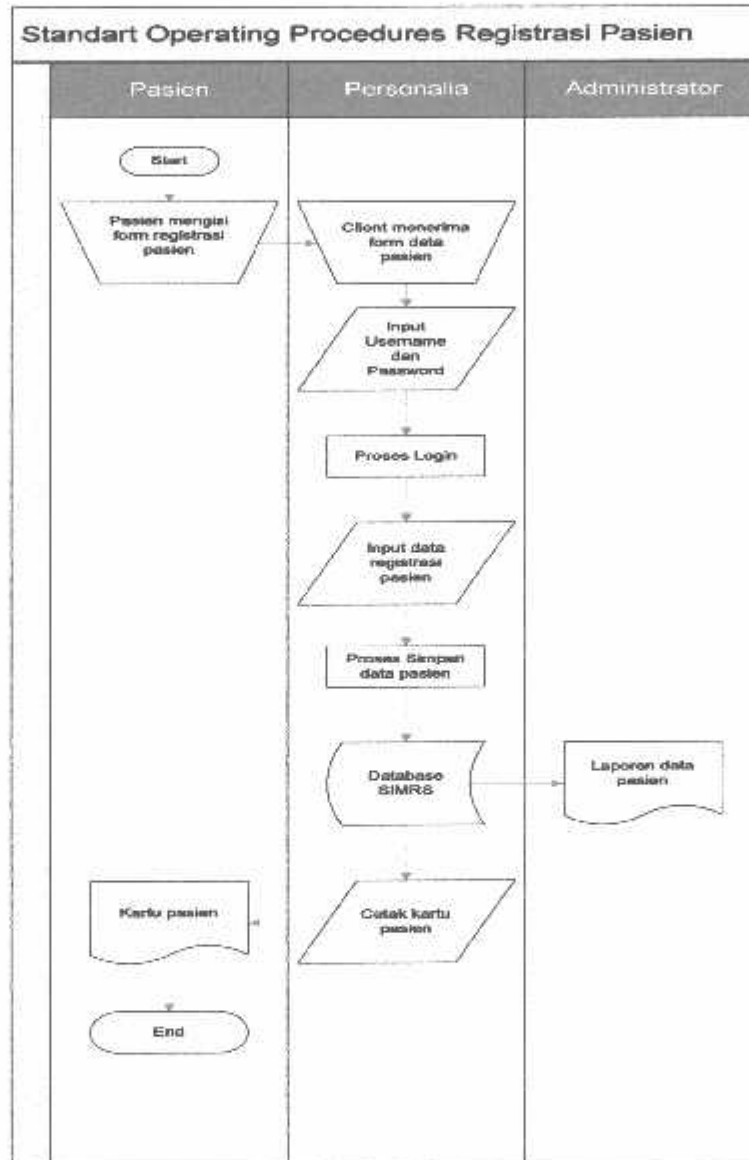 Standart Operating Procedures Registrasi Pasien
Pasien
Personalia
Administrator
Start
Pasien mengisi
form registrasi
pasien
Client menerima
form data
pasien
Input
Username
dan
Password
Proses Login
Input data
registrasi
pasien
Proses Simpan
data pasien
Database
SIMRS
Laporan data
pasien
Kartu pasien
Cetak kartu
pasien
End